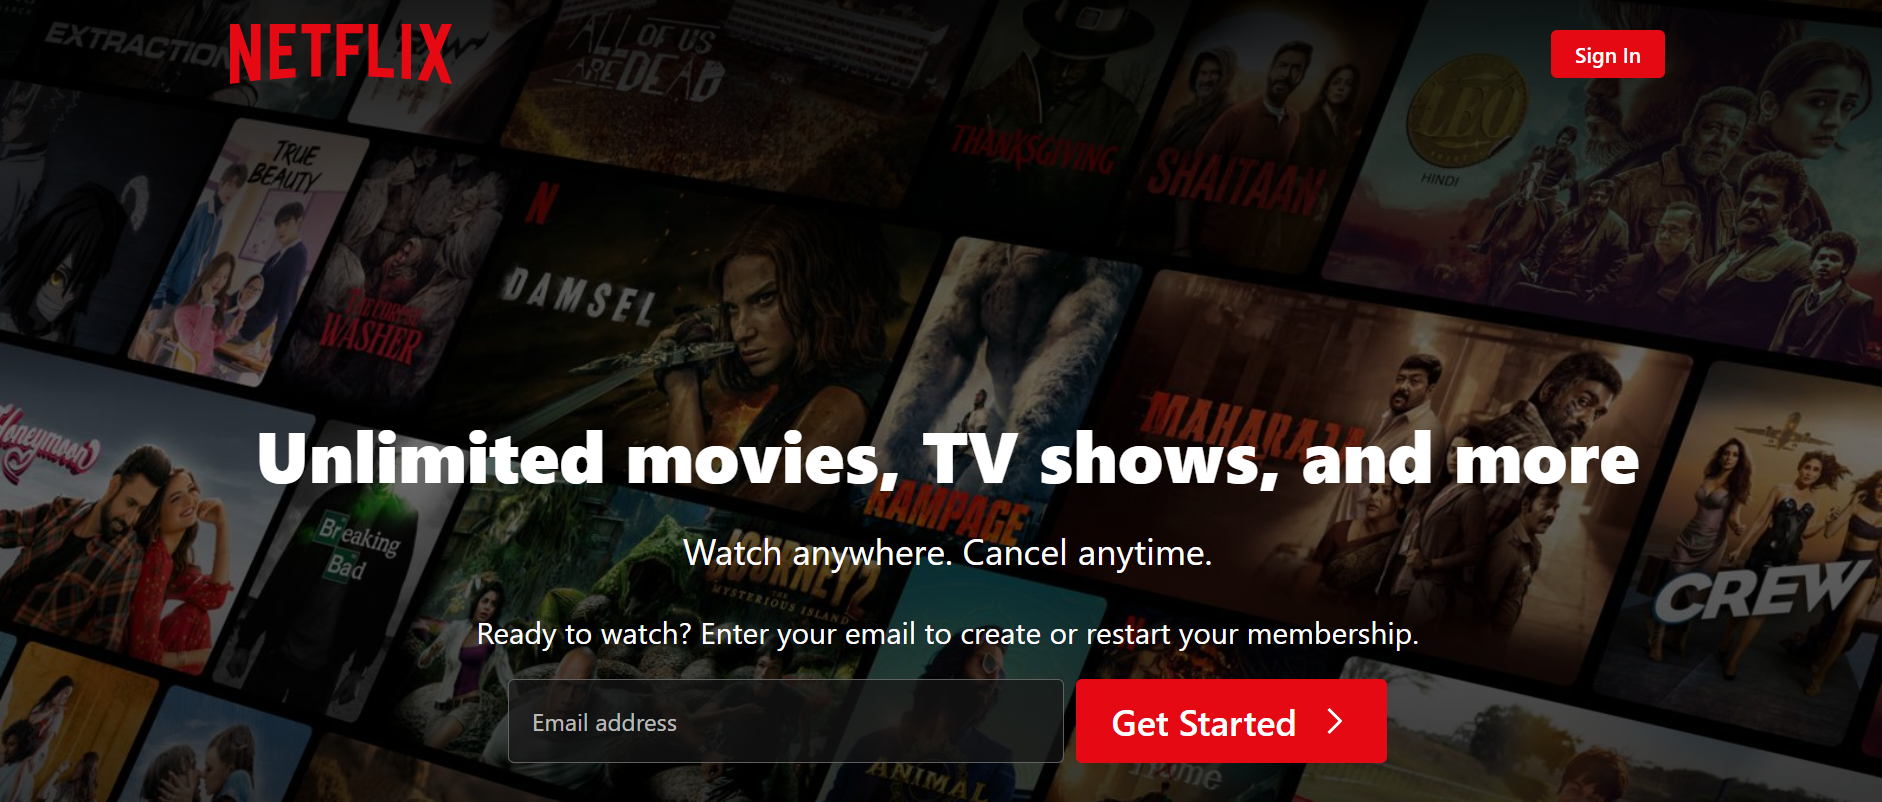 NETFLIX
Sign In
EXTRACTION
ALL OF US
ARE DEAD
THANKSGIVING
SHAITAAN
LEO
HINDI
TRUE
BEAUTY
THE CORPSE
WASHER
N
DAMSEL
MAHARAJA
Honeymoon
Unlimited movies, TV shows, and more
RAMPAGE
Breaking
Bad
JOURNEY 2
THE
MYSTERIOUS ISLAND
CREW
Watch anywhere. Cancel anytime.
Ready to watch? Enter your email to create or restart your membership.
Email address
Get Started
ANIMAL
Home